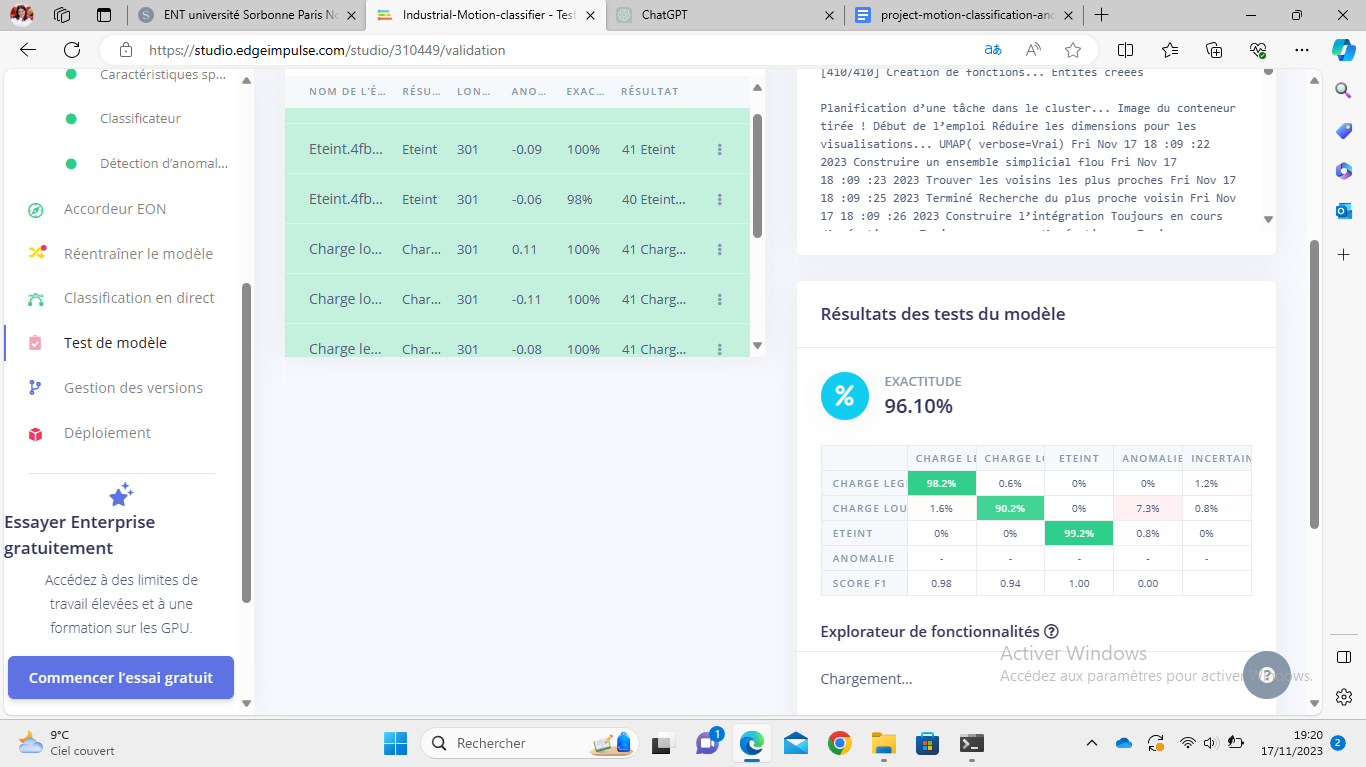 ENT université Sorbonne Paris No
Industrial-Motion-classifier - Tes
ChatGPT
project-motion-classification-and
https://studio.edgeimpulse.com/studio/310449/validation
Caractéristiques sp...
Classificateur
Détection d'anomal...
Accordeur EON
Réentraîner le modèle
Classification en direct
Test de modèle
Gestion des versions
Déploiement
Essayer Enterprise
gratuitement
Accédez à des limites de
travail élevées et à une
formation sur les GPU.
Commencer l'essai gratuit
NOM DE L'É... RÉSU... LON... ANO... EXAC... RÉSULTAT
Eteint.4fb... Eteint 301 -0.09 100% 41 Eteint
Eteint.4fb... Eteint 301 -0.06 98% 40 Eteint...
Charge lo... Char... 301 0.11 100% 41 Charg...
Charge lo... Char... 301 -0.11 100% 41 Charg...
Charge le... Char... 301 -0.08 100% 41 Charg...
[410/410] Création de fonctions... Entités créées
Planification d'une tâche dans le cluster... Image du conteneur
tirée ! Début de l'emploi Réduire les dimensions pour les
visualisations... UMAP( verbose=Vrai) Fri Nov 17 18 :09 :22
2023 Construire un ensemble simplicial flou Fri Nov 17
18 :09 :23 2023 Trouver les voisins les plus proches Fri Nov 17
18 :09 :25 2023 Terminé Recherche du plus proche voisin Fri Nov
17 18 :09 :26 2023 Construire l'intégration Toujours en cours
Résultats des tests du modèle
%
EXACTITUDE
96.10%
CHARGE LE CHARGE LO ETEINT ANOMALIE INCERTAIN
CHARGE LEG 98.2% 0.6% 0% 0% 1.2%
CHARGE LOU 1.6% 90.2% 0% 7.3% 0.8%
ETEINT 0% 0% 99.2% 0.8% 0%
ANOMALIE - - - - -
SCORE F1 0.98 0.94 1.00 0.00
Explorateur de fonctionnalités ?
Chargement...
Activer Windows
Accédez aux paramètres pour activer Windows.
9°C
Ciel couvert
Rechercher
1
19:20
17/11/2023
2